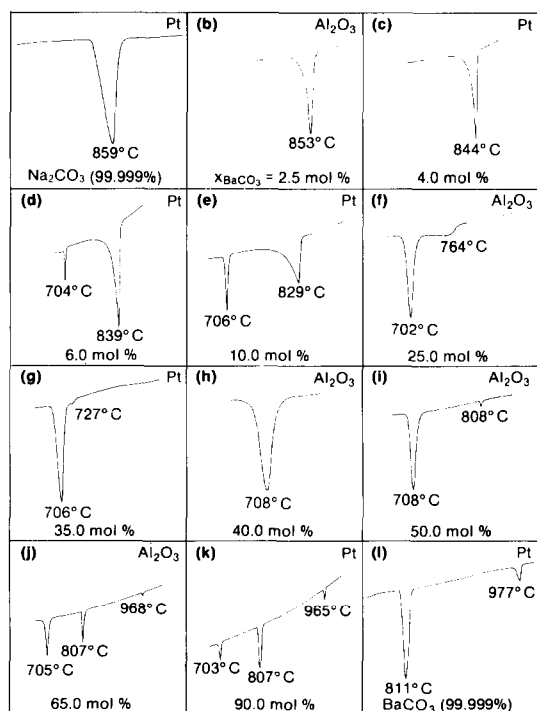 Pt
859°C
Na₂CO₃ (99.999%)
(b) Al₂O₃
853°C
xBaCO₃ = 2.5 mol %
(c) Pt
844°C
4.0 mol %
(d) Pt
704°C
839°C
6.0 mol %
(e) Pt
706°C
829°C
10.0 mol %
(f) Al₂O₃
764°C
702°C
25.0 mol %
(g) Pt
727°C
706°C
35.0 mol %
(h) Al₂O₃
708°C
40.0 mol %
(i) Al₂O₃
808°C
708°C
50.0 mol %
(j) Al₂O₃
968°C
807°C
705°C
65.0 mol %
(k) Pt
965°C
703°C
807°C
90.0 mol %
(l) Pt
977°C
811°C
BaCO₃ (99.999%)